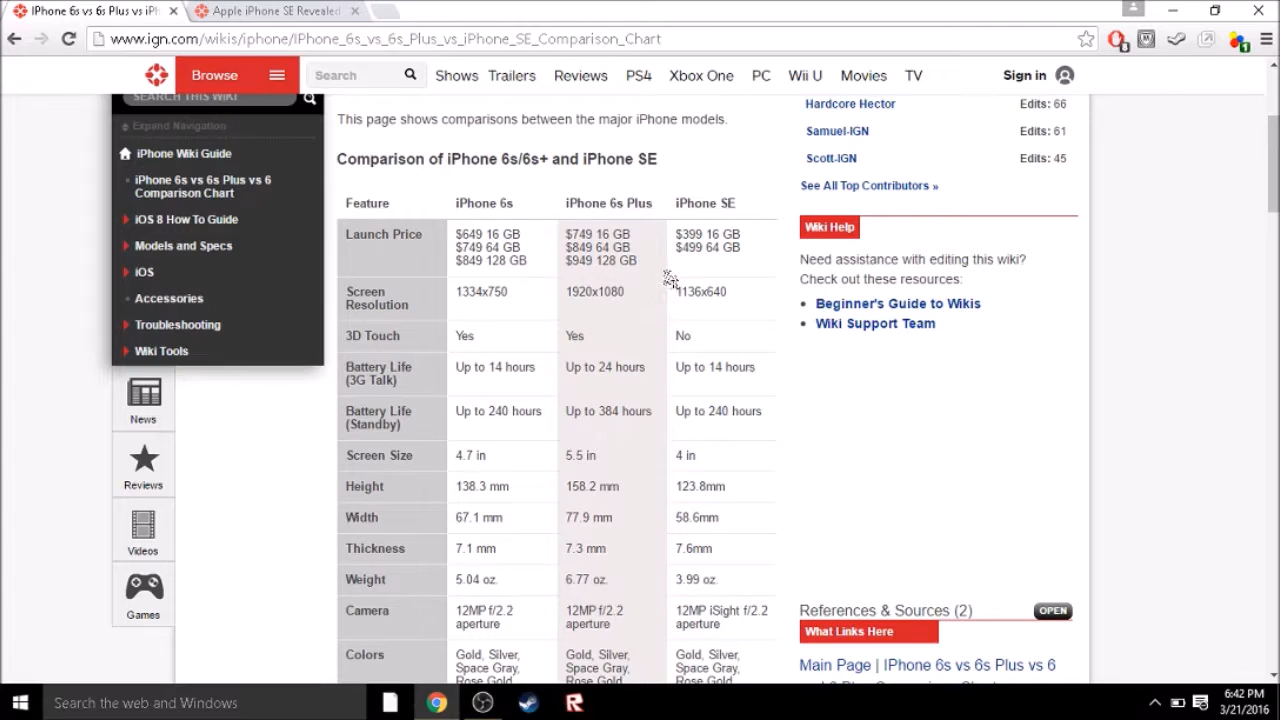 IPhone 6s vs 6s Plus vs iPh
Apple iPhone SE Revealed
www.ign.com/wikis/iphone/IPhone_6s_vs_6s_Plus_vs_iPhone_SE_Comparison_Chart
Browse
Search
Shows Trailers Reviews PS4 Xbox One PC Wii U Movies TV
Sign in
SEARCH THIS WIKI
Expand Navigation
iPhone Wiki Guide
iPhone 6s vs 6s Plus vs 6
Comparison Chart
iOS 8 How To Guide
Models and Specs
iOS
Accessories
Troubleshooting
Wiki Tools
News
Reviews
Videos
Games
This page shows comparisons between the major iPhone models.
Comparison of iPhone 6s/6s+ and iPhone SE
Feature iPhone 6s iPhone 6s Plus iPhone SE
Launch Price $649 16 GB $749 16 GB $399 16 GB
$749 64 GB $849 64 GB $499 64 GB
$849 128 GB $949 128 GB
Screen 1334x750 1920x1080 1136x640
Resolution
3D Touch Yes Yes No
Battery Life Up to 14 hours Up to 24 hours Up to 14 hours
(3G Talk)
Battery Life Up to 240 hours Up to 384 hours Up to 240 hours
(Standby)
Screen Size 4.7 in 5.5 in 4 in
Height 138.3 mm 158.2 mm 123.8mm
Width 67.1 mm 77.9 mm 58.6mm
Thickness 7.1 mm 7.3 mm 7.6mm
Weight 5.04 oz. 6.77 oz. 3.99 oz.
Camera 12MP f/2.2 12MP f/2.2 12MP iSight f/2.2
aperture aperture aperture
Colors Gold, Silver, Gold, Silver, Gold, Silver,
Space Gray, Space Gray, Space Gray,
Rose Gold Rose Gold Rose Gold
Hardcore Hector Edits: 66
Samuel-IGN Edits: 61
Scott-IGN Edits: 45
See All Top Contributors »
Wiki Help
Need assistance with editing this wiki?
Check out these resources:
Beginner's Guide to Wikis
Wiki Support Team
References & Sources (2) OPEN
What Links Here
Main Page | IPhone 6s vs 6s Plus vs 6
Search the web and Windows
6:42 PM
3/21/2016